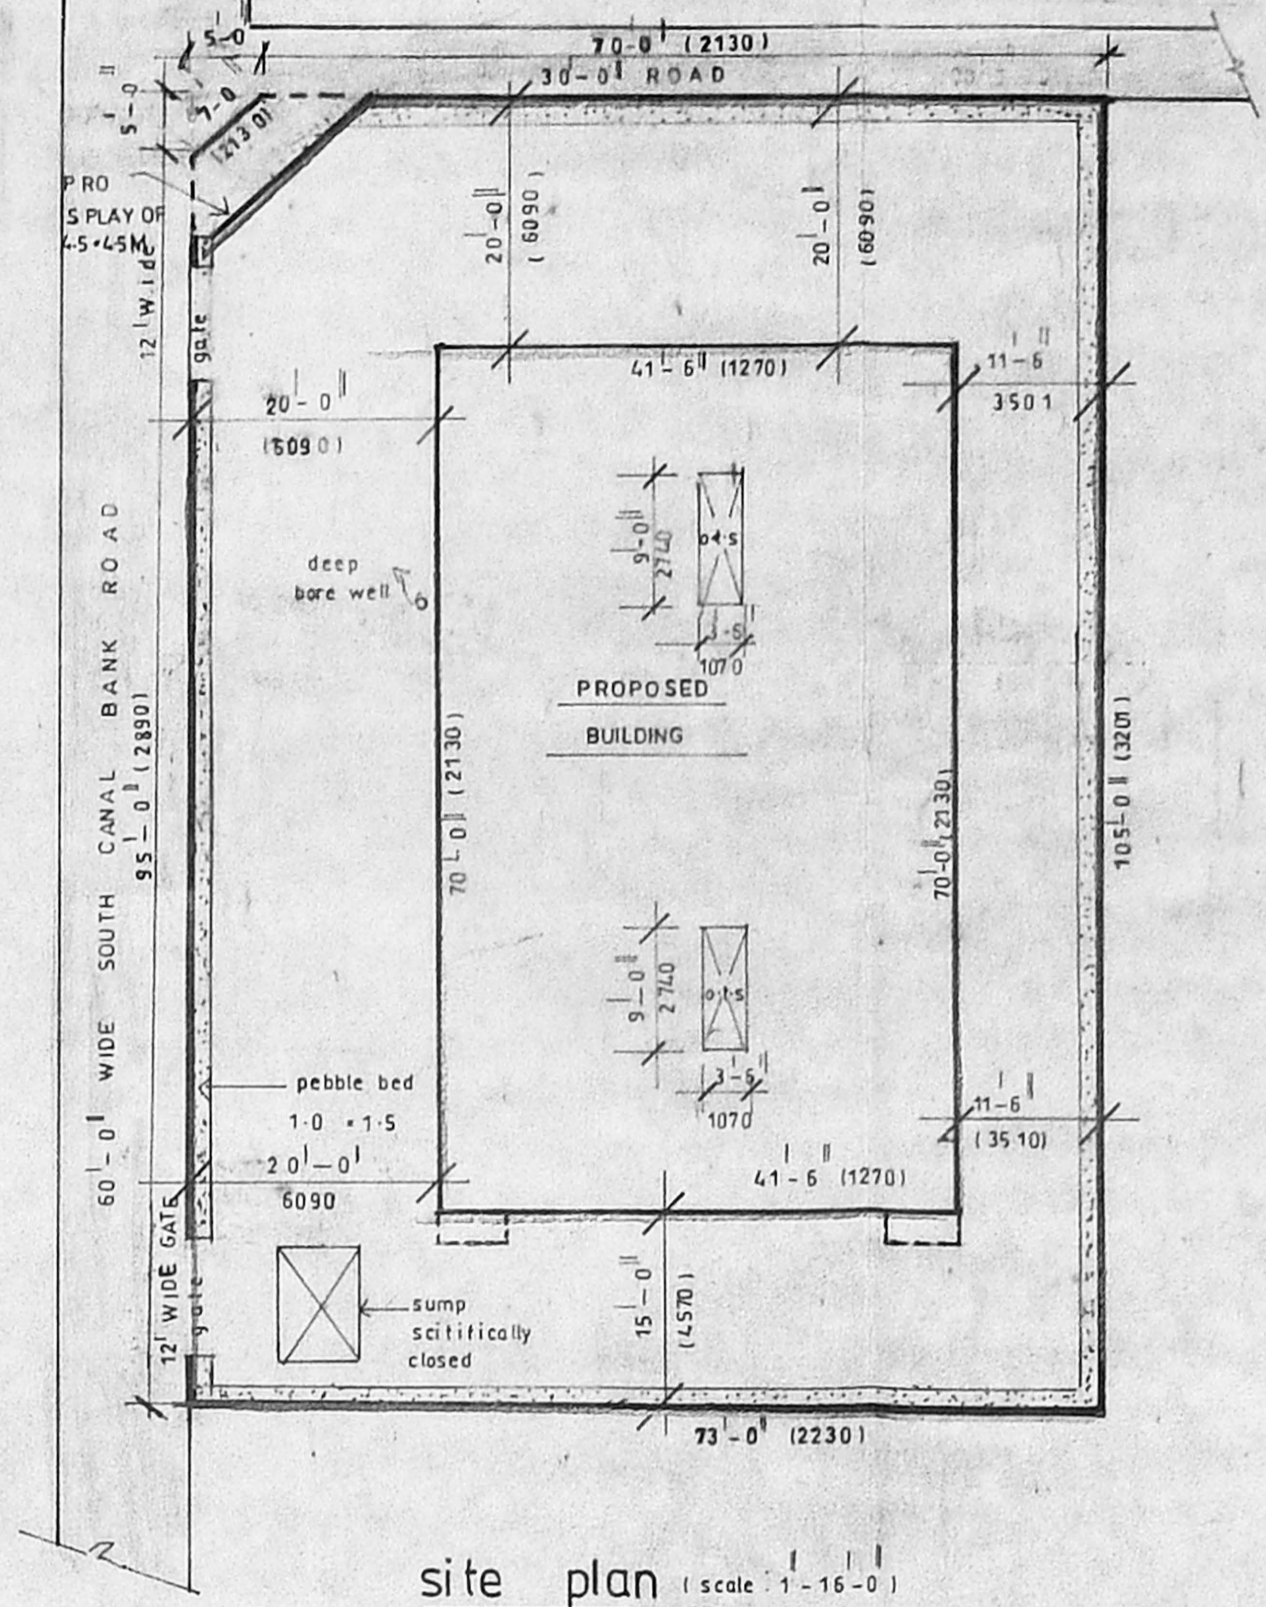 5'-0"
70-0' (2130)
30'-0" ROAD
5-0"
7-0
(2130)
PRO
SPLAY OF
4.5*4.5M
12' Wide
gate
20'-0"
(6090)
20'-0"
(6090)
41'-6" (1270)
11'-6"
3501
20'-0"
(6090)
9'-0"
2740
o.t.s
3'-6"
1070
deep
bore well
PROPOSED
BUILDING
60'-0" WIDE SOUTH CANAL BANK ROAD
95'-0" (2890)
70'-0" (2130)
70'-0" (2130)
105'-0" (3201)
9'-0"
2740
o.t.s
3'-6"
1070
pebble bed
1.0 *1.5
20'-0'
6090
11'-6"
(3510)
41'-6" (1270)
12' WIDE GATE
gate
sump
scitifically
closed
15'-0"
(4570)
73'-0" (2230)
site plan (scale: 1"-16'-0")